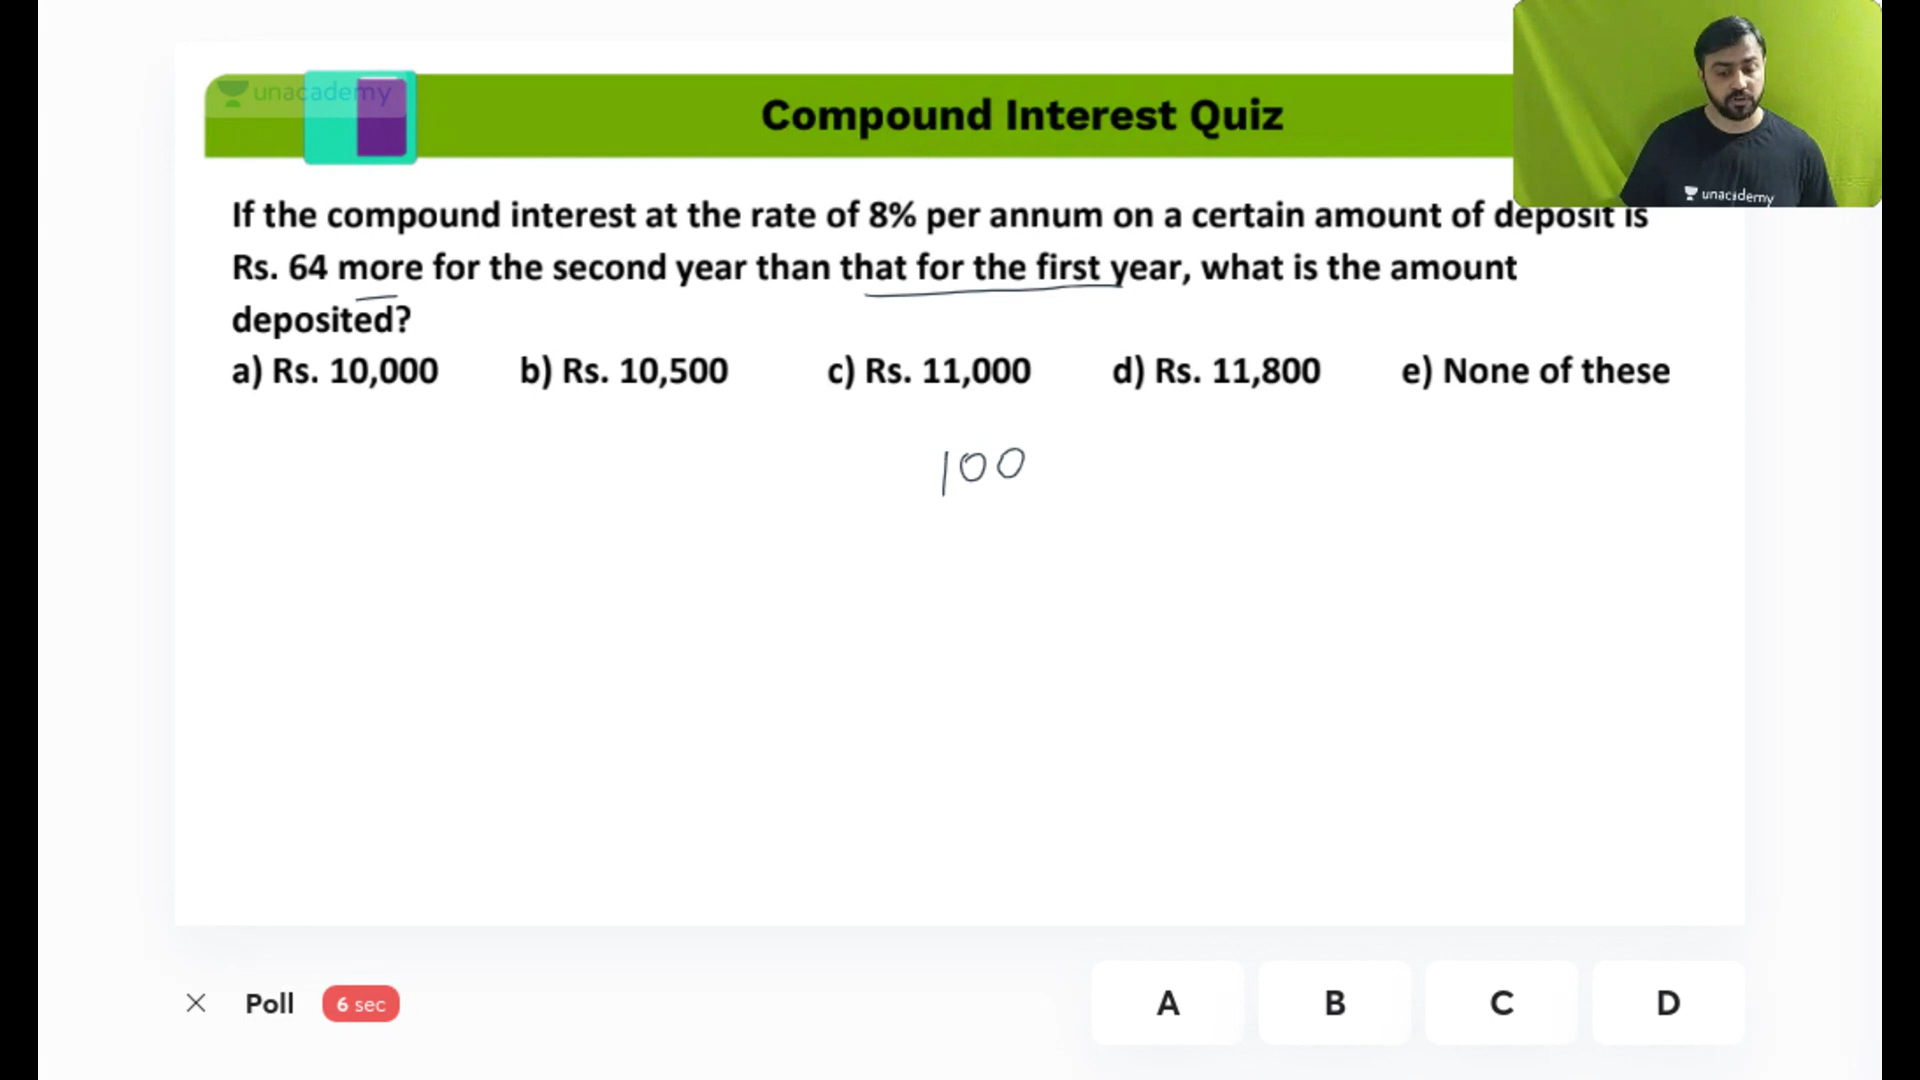 unacademy
Compound Interest Quiz
unacademy
If the compound interest at the rate of 8% per annum on a certain amount of deposit is
Rs. 64 more for the second year than that for the first year, what is the amount
deposited?
a) Rs. 10,000 b) Rs. 10,500 c) Rs. 11,000 d) Rs. 11,800 e) None of these
100
Poll 6 sec A B C D